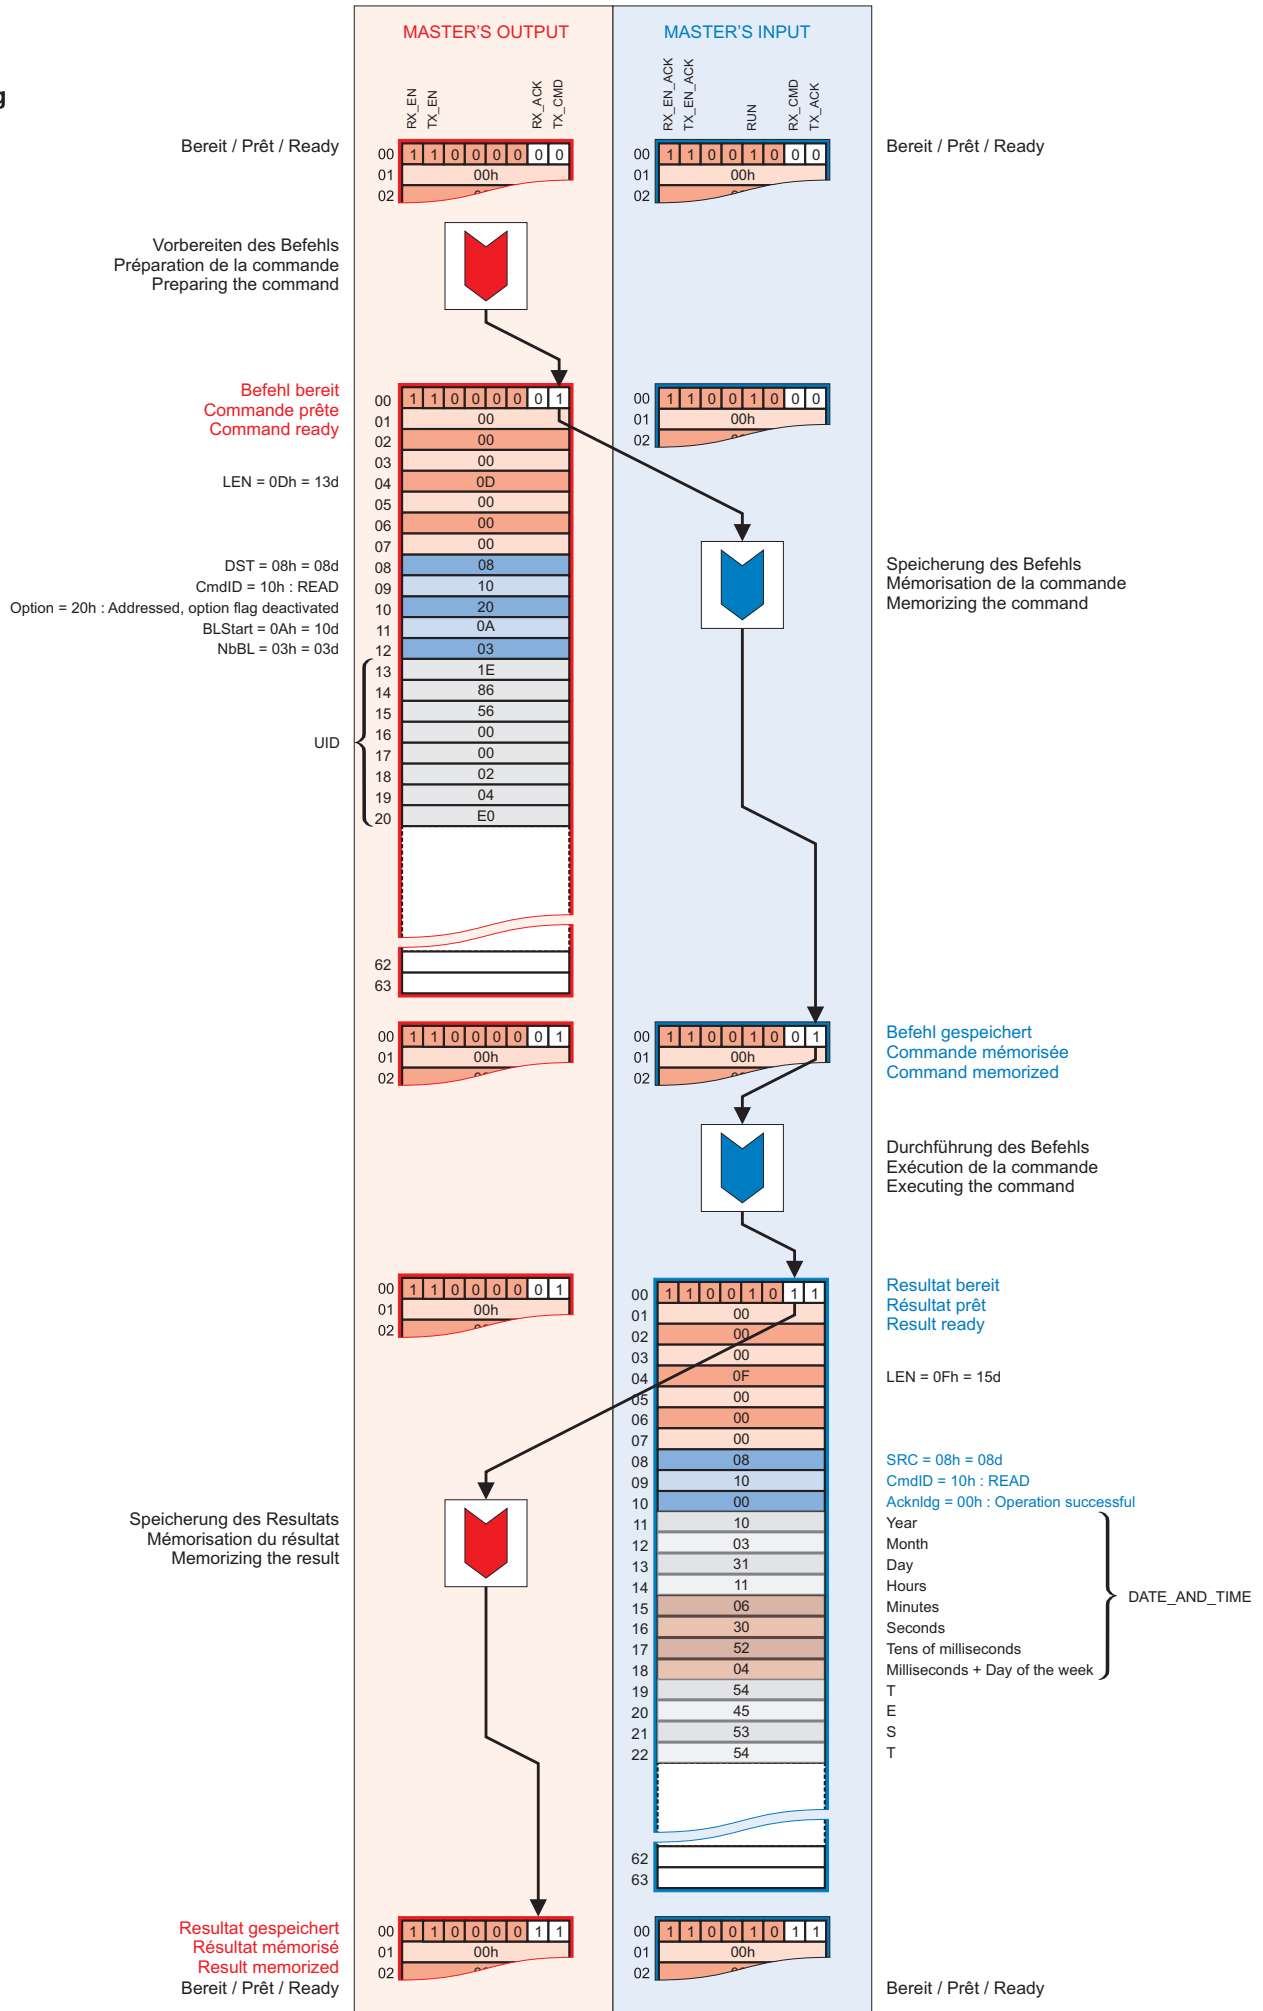 g
MASTER'S OUTPUT
MASTER'S INPUT
RX_EN
TX_EN
RX_ACK
TX_CMD
RX_EN_ACK
TX_EN_ACK
RUN
RX_CMD
TX_ACK
Bereit / Prêt / Ready
00 1 1 0 0 0 0 0 0
01 00h
02
00 1 1 0 0 1 0 0 0
01 00h
02
Bereit / Prêt / Ready
Vorbereiten des Befehls
Préparation de la commande
Preparing the command
Befehl bereit
Commande prête
Command ready
00 1 1 0 0 0 0 0 1
01 00
02 00
03 00
LEN = 0Dh = 13d
04 0D
05 00
06 00
07 00
DST = 08h = 08d
08 08
CmdID = 10h : READ
09 10
Option = 20h : Addressed, option flag deactivated
10 20
BLStart = 0Ah = 10d
11 0A
NbBL = 03h = 03d
12 03
13 1E
14 86
15 56
16 00
UID
17 00
18 02
19 04
20 E0
62
63
00 1 1 0 0 1 0 0 0
01 00h
02
Speicherung des Befehls
Mémorisation de la commande
Memorizing the command
00 1 1 0 0 0 0 0 1
01 00h
02
00 1 1 0 0 1 0 0 1
01 00h
02
Befehl gespeichert
Commande mémorisée
Command memorized
Durchführung des Befehls
Exécution de la commande
Executing the command
00 1 1 0 0 0 0 0 1
01 00h
02
00 1 1 0 0 1 0 1 1
01 00
02 00
03 00
04 0F
05 00
06 00
07 00
08 08
09 10
10 00
11 10
12 03
13 31
14 11
15 06
16 30
17 52
18 04
19 54
20 45
21 53
22 54
62
63
Resultat bereit
Résultat prêt
Result ready
LEN = 0Fh = 15d
SRC = 08h = 08d
CmdID = 10h : READ
Acknldg = 00h : Operation successful
Year
Month
Day
Hours
Minutes
Seconds
Tens of milliseconds
Milliseconds + Day of the week
DATE_AND_TIME
T
E
S
T
Speicherung des Resultats
Mémorisation du résultat
Memorizing the result
Resultat gespeichert
Résultat mémorisé
Result memorized
Bereit / Prêt / Ready
00 1 1 0 0 0 0 1 1
01 00h
02
00 1 1 0 0 1 0 1 1
01 00h
02
Bereit / Prêt / Ready